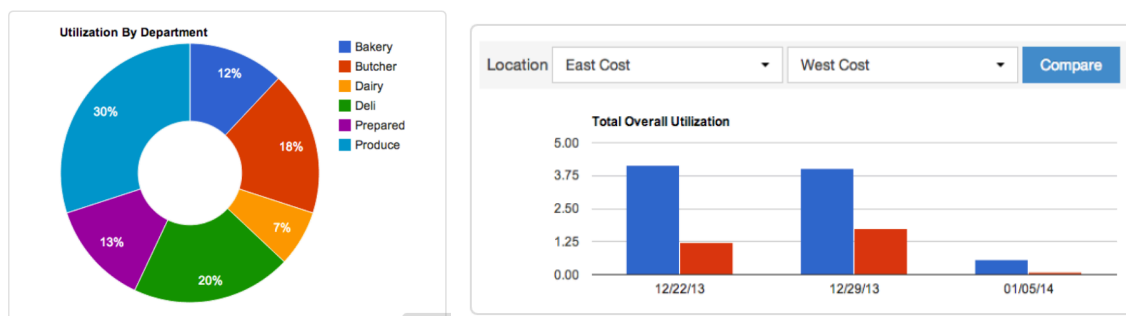 Utilization By Department
Bakery
Butcher
Dairy
Deli
Prepared
Produce
12%
18%
7%
20%
13%
30%
Location East Cost West Cost Compare
Total Overall Utilization
5.00
3.75
2.50
1.25
0.00
12/22/13 12/29/13 01/05/14